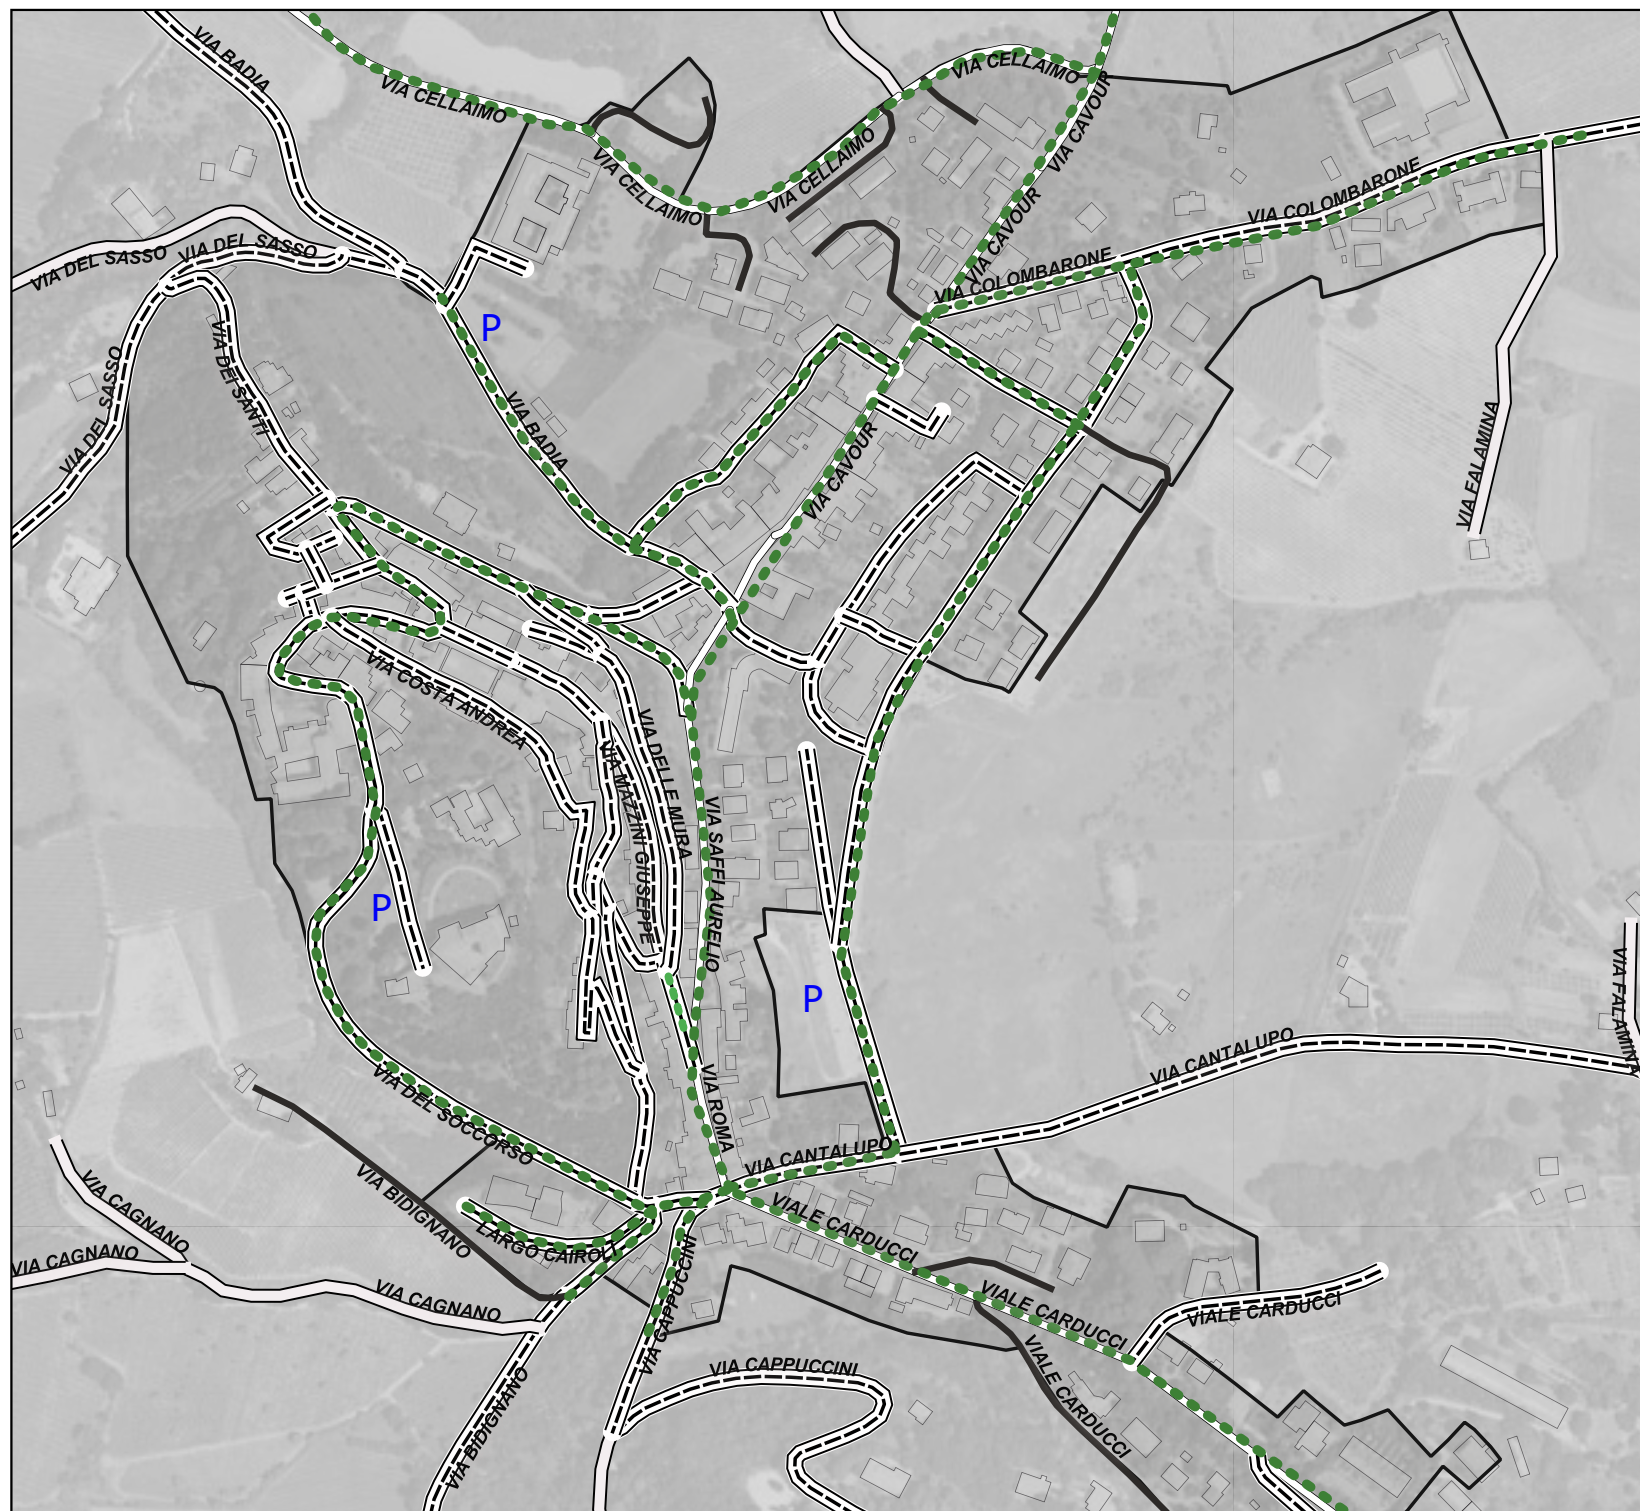 VIA BADIA
VIA CELLAIMO
VIA CELLAIMO
VIA CAVOUR
VIA CELLAIMO
VIA CELLAIMO
VIA COLOMBARONE
VIA CAVOUR
VIA DEL SASSO
VIA DEL SASSO
VIA COLOMBARONE
P
VIA DEL SASSO
VIA DEI SANTI
VIA BADIA
VIA CAVOUR
VIA FALAMINA
VIA COSTA ANDREA
VIA DELLE MURA
VIA MAZZINI GIUSEPPE
VIA SAFFI AURELIO
P
P
VIA FALAMINA
VIA CANTALUPO
VIA DEL SOCCORSO
VIA ROMA
VIA CANTALUPO
VIA BIDIGNANO
VIA CAGNANO
VIALE CARDUCCI
LARGO CAIROLI
VIA CAGNANO
VIA CAGNANO
VIA CAPPUCCINI
VIALE CARDUCCI
VIALE CARDUCCI
VIA CAPPUCCINI
VIALE CARDUCCI
VIA BIDIGNANO